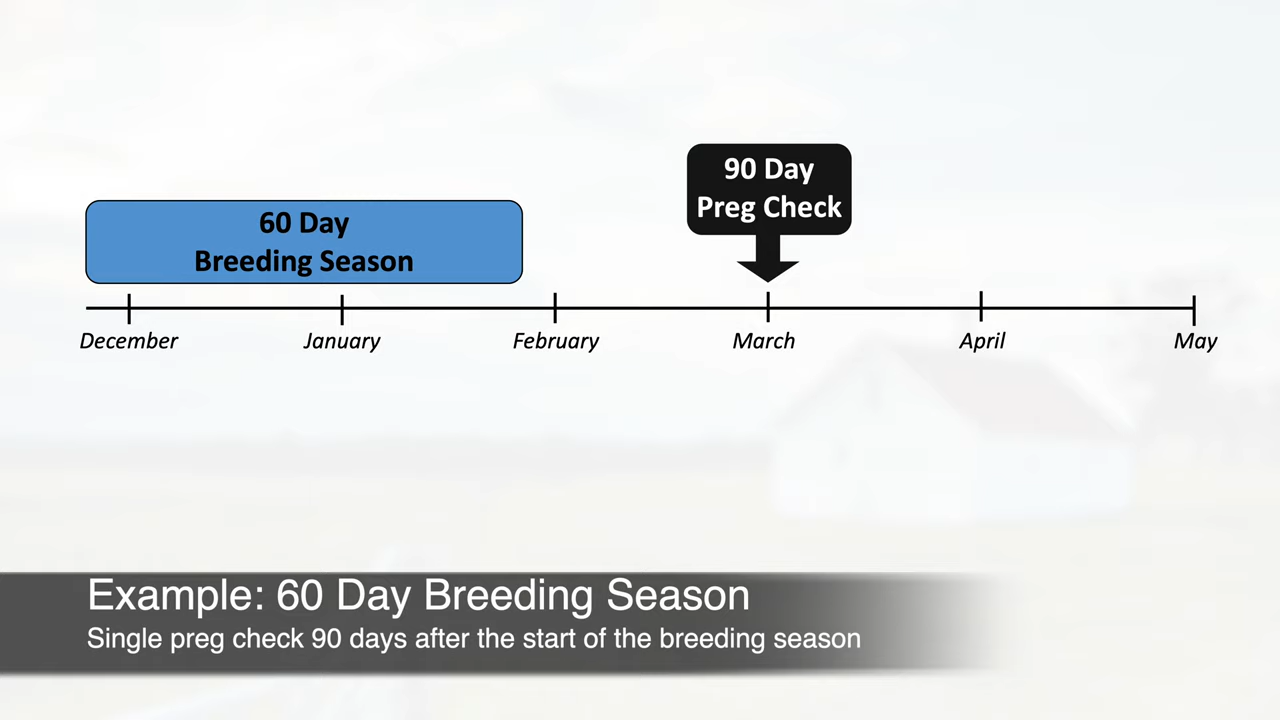 90 Day
Preg Check
60 Day
Breeding Season
December January February March April May
Example: 60 Day Breeding Season
Single preg check 90 days after the start of the breeding season